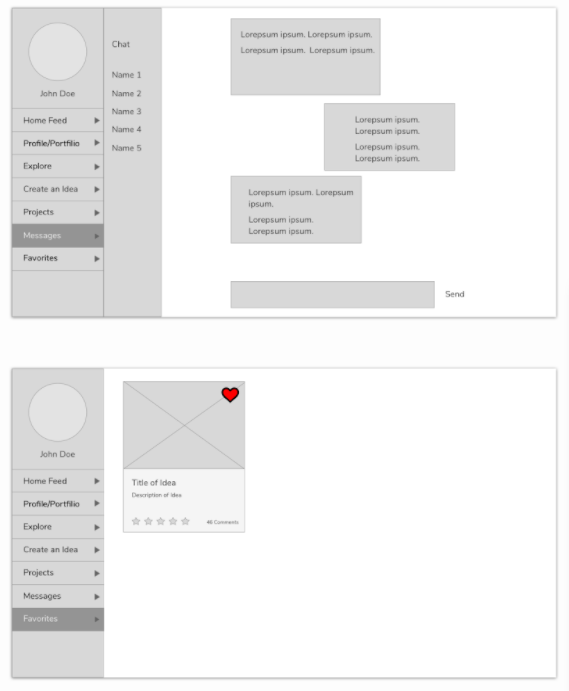 John Doe
Home Feed
Profile/Portfilio
Explore
Create an Idea
Projects
Messages
Favorites
Chat
Name 1
Name 2
Name 3
Name 4
Name 5
Lorepsum ipsum. Lorepsum ipsum.
Lorepsum ipsum. Lorepsum ipsum.
Lorepsum ipsum.
Lorepsum ipsum.
Lorepsum ipsum.
Lorepsum ipsum.
Lorepsum ipsum. Lorepsum
ipsum.
Lorepsum ipsum.
Lorepsum ipsum.
Send
John Doe
Home Feed
Profile/Portfilio
Explore
Create an Idea
Projects
Messages
Favorites
Title of Idea
Description of Idea
46 Comments